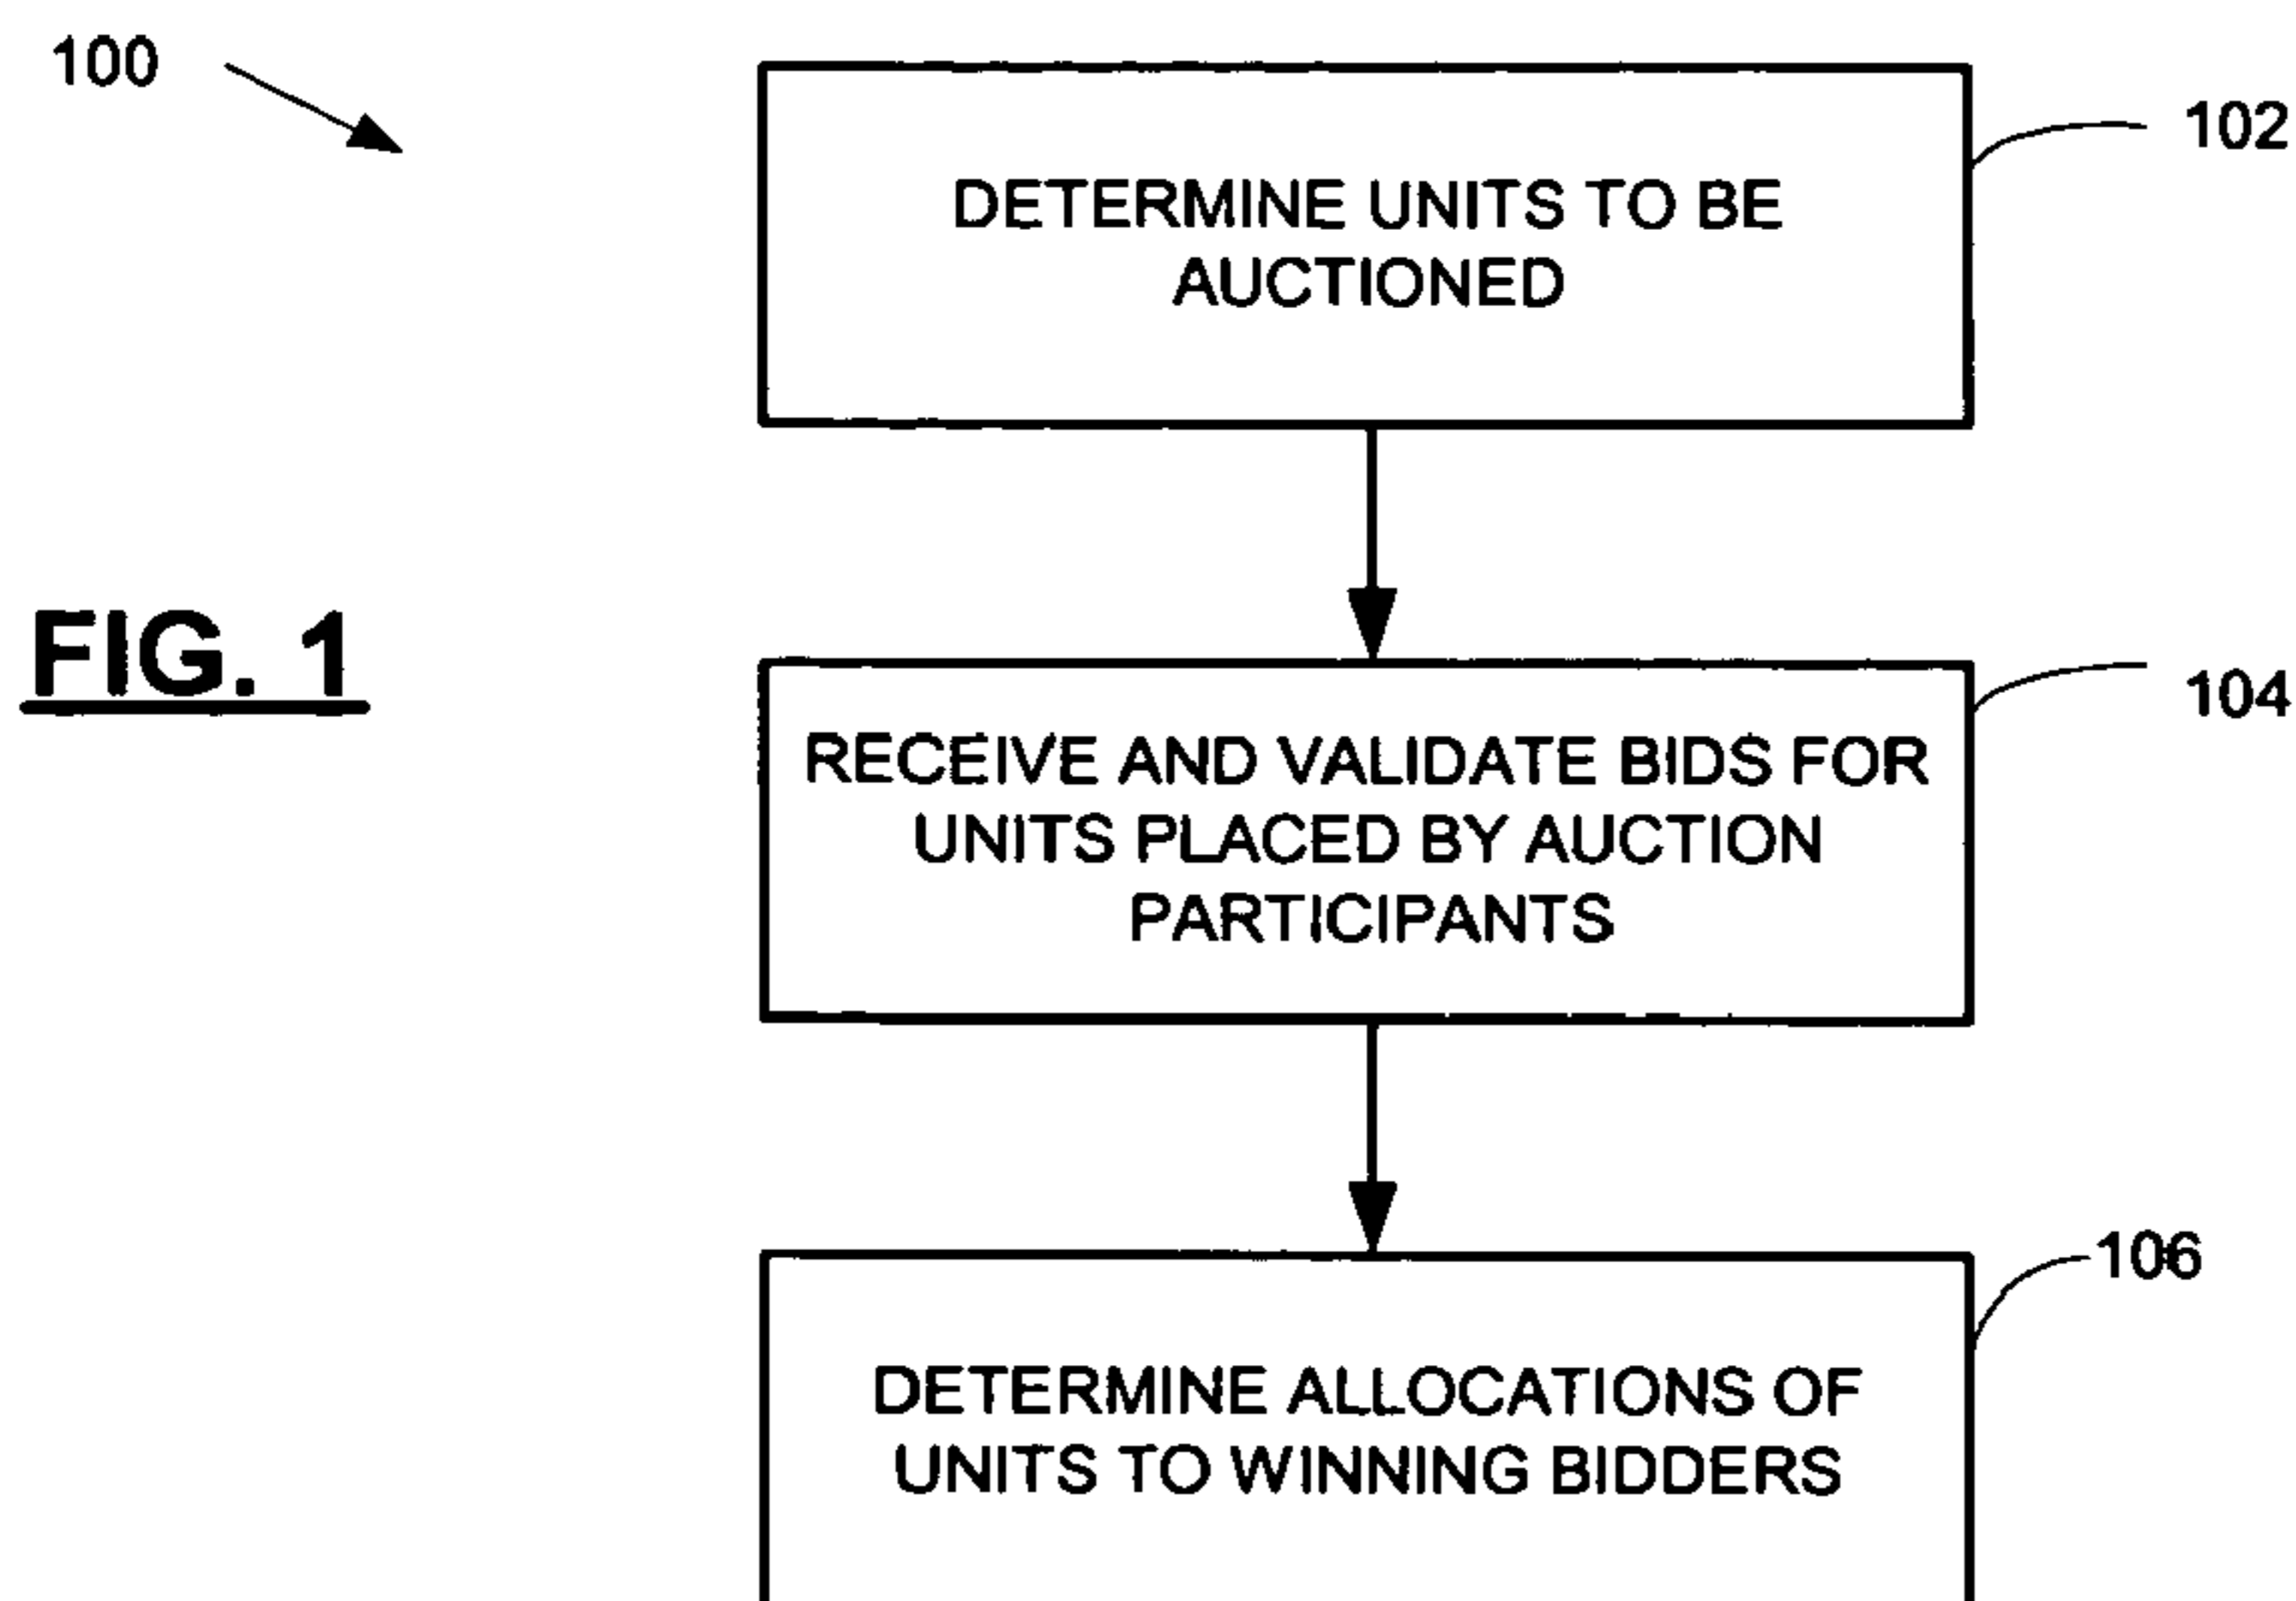 100
102
DETERMINE UNITS TO BE
AUCTIONED
FIG. 1
104
RECEIVE AND VALIDATE BIDS FOR
UNITS PLACED BY AUCTION
PARTICIPANTS
106
DETERMINE ALLOCATIONS OF
UNITS TO WINNING BIDDERS